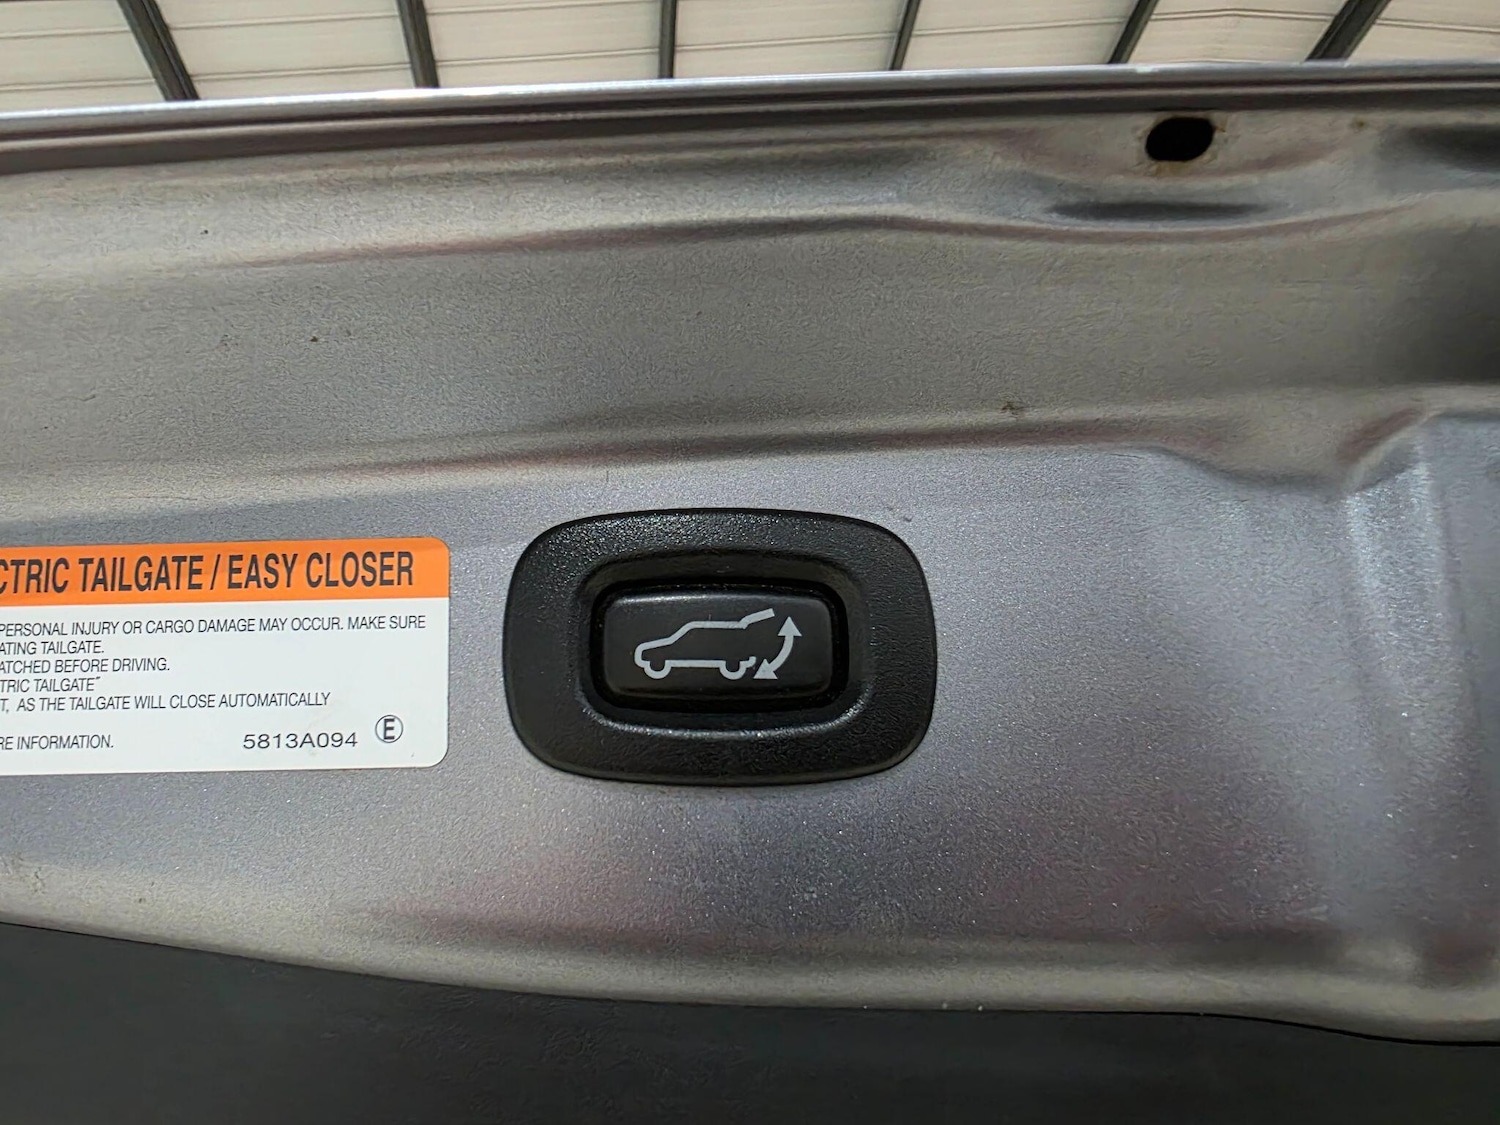 CTRIC TAILGATE / EASY CLOSER
PERSONAL INJURY OR CARGO DAMAGE MAY OCCUR. MAKE SURE
ATING TAILGATE.
ATCHED BEFORE DRIVING.
TRIC TAILGATE"
T, AS THE TAILGATE WILL CLOSE AUTOMATICALLY
RE INFORMATION.
5813A094 Ⓔ